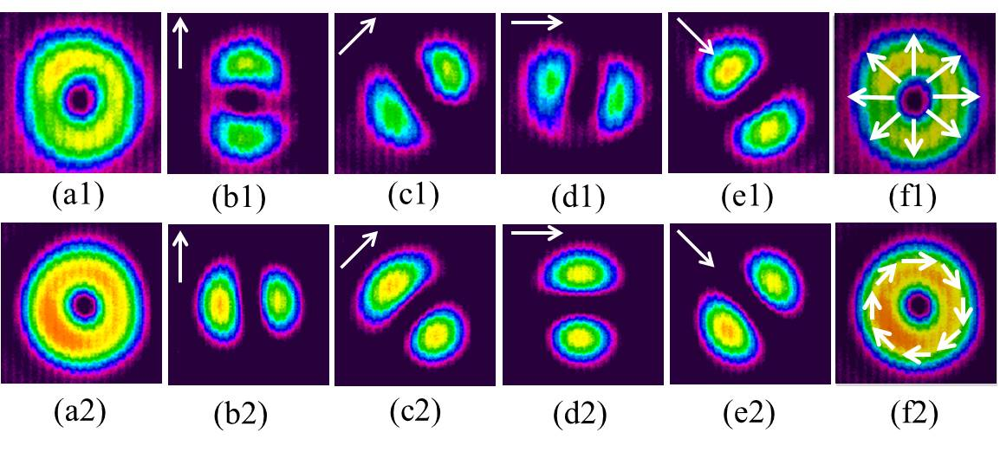 (a1) (b1) (c1) (d1) (e1) (f1)
(a2) (b2) (c2) (d2) (e2) (f2)